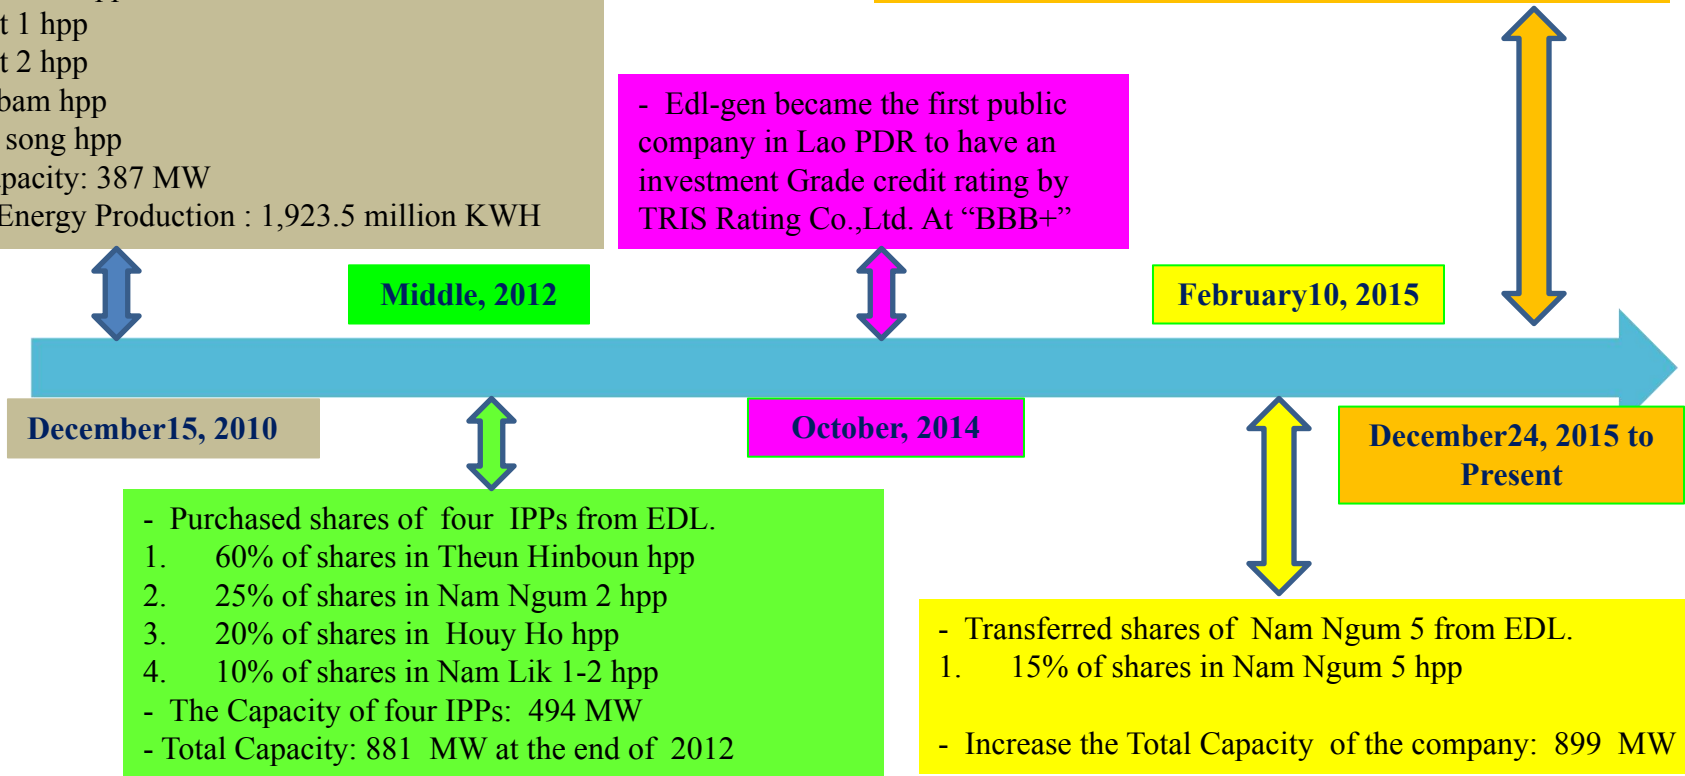 t 1 hpp
t 2 hpp
bam hpp
song hpp
pacity: 387 MW
Energy Production : 1,923.5 million KWH
- Edl-gen became the first public
company in Lao PDR to have an
investment Grade credit rating by
TRIS Rating Co.,Ltd. At “BBB+”
Middle, 2012
February10, 2015
December15, 2010
October, 2014
December24, 2015 to
Present
- Purchased shares of four IPPs from EDL.
1. 60% of shares in Theun Hinboun hpp
2. 25% of shares in Nam Ngum 2 hpp
3. 20% of shares in Houy Ho hpp
4. 10% of shares in Nam Lik 1-2 hpp
- The Capacity of four IPPs: 494 MW
- Total Capacity: 881 MW at the end of 2012
- Transferred shares of Nam Ngum 5 from EDL.
1. 15% of shares in Nam Ngum 5 hpp
- Increase the Total Capacity of the company: 899 MW